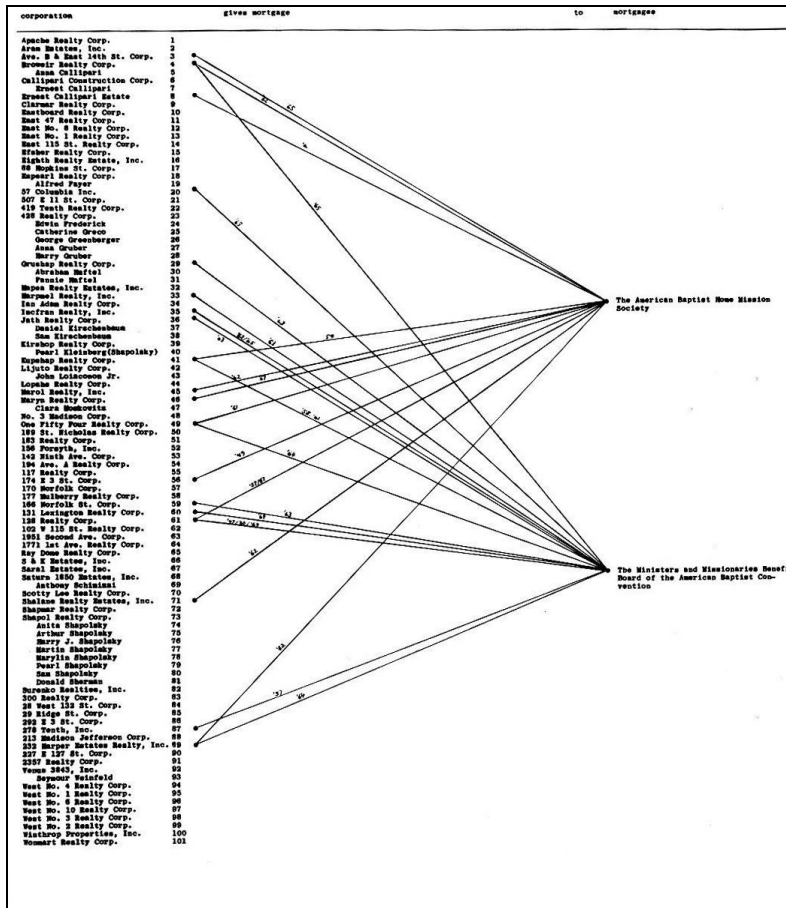 corporation gives mortgage to mortgagee
Apache Realty Corp. 1
Aram Estates, Inc. 2
Ave. B & East 14th St. Corp. 3
Broweir Realty Corp. 4
Anna Callipari 5
Callipari Construction Corp. 6
Ernest Callipari 7
Ernest Callipari Estate 8
Clarmar Realty Corp. 9
Eastboard Realty Corp. 10
East 47 Realty Corp. 11
East No. 6 Realty Corp. 12
East No. 1 Realty Corp. 13
East 115 St. Realty Corp. 14
Efsher Realty Corp. 15
Eighth Realty Estate, Inc. 16
68 Hopkins St. Corp. 17
Espearl Realty Corp. 18
Alfred Fayer 19
57 Columbia Inc. 20
507 E 11 St. Corp. 21
419 Tenth Realty Corp. 22
428 Realty Corp. 23
Edwin Frederick 24
Catherine Greco 25
George Greenberger 26
Anna Gruber 27
Harry Gruber 28
Grushap Realty Corp. 29
Abraham Haftel 30
Fannie Haftel 31
Hapes Realty Estates, Inc. 32
Harpmel Realty, Inc. 33
Ian Adam Realty Corp. 34
Incfran Realty, Inc. 35
Jath Realty Corp. 36
Daniel Kirschenbaum 37
Sam Kirschenbaum 38
Kirshop Realty Corp. 39
Pearl Kleinberg(Shapolsky) 40
Kupshap Realty Corp. 41
Lijuto Realty Corp. 42
John Loiaconon Jr. 43
Lopahs Realty Corp. 44
Marol Realty, Inc. 45
Maryn Realty Corp. 46
Clara Moskowitz 47
No. 3 Madison Corp. 48
One Fifty Four Realty Corp. 49
189 St. Nicholas Realty Corp. 50
183 Realty Corp. 51
156 Forsyth, Inc. 52
142 Ninth Ave. Corp. 53
194 Ave. A Realty Corp. 54
117 Realty Corp. 55
174 E 3 St. Corp. 56
170 Norfolk Corp. 57
177 Mulberry Realty Corp. 58
166 Norfolk St. Corp. 59
131 Lexington Realty Corp. 60
128 Realty Corp. 61
102 W 115 St. Realty Corp. 62
1951 Second Ave. Corp. 63
1771 1st Ave. Realty Corp. 64
Ray Dome Realty Corp. 65
S & K Estates, Inc. 66
Saral Estates, Inc. 67
Saturn 1850 Estates, Inc. 68
Anthony Schimizzi 69
Scotty Lee Realty Corp. 70
Shalane Realty Estates, Inc. 71
Shapmar Realty Corp. 72
Shapol Realty Corp. 73
Anita Shapolsky 74
Arthur Shapolsky 75
Harry J. Shapolsky 76
Martin Shapolsky 77
Marylin Shapolsky 78
Pearl Shapolsky 79
Sam Shapolsky 80
Donald Sherman 81
Surenko Realties, Inc. 82
300 Realty Corp. 83
28 West 132 St. Corp. 84
29 Ridge St. Corp. 85
292 E 3 St. Corp. 86
278 Tenth, Inc. 87
213 Madison Jefferson Corp. 88
232 Harper Estates Realty, Inc. 89
227 E 127 St. Corp. 90
2357 Realty Corp. 91
Venus 3843, Inc. 92
Seymour Weinfeld 93
West No. 4 Realty Corp. 94
West No. 1 Realty Corp. 95
West No. 6 Realty Corp. 96
West No. 10 Realty Corp. 97
West No. 3 Realty Corp. 98
West No. 2 Realty Corp. 99
Winthrop Properties, Inc. 100
Wonmart Realty Corp. 101
The American Baptist Home Mission
Society
The Ministers and Missionaries Benefi
Board of the American Baptist Con-
vention